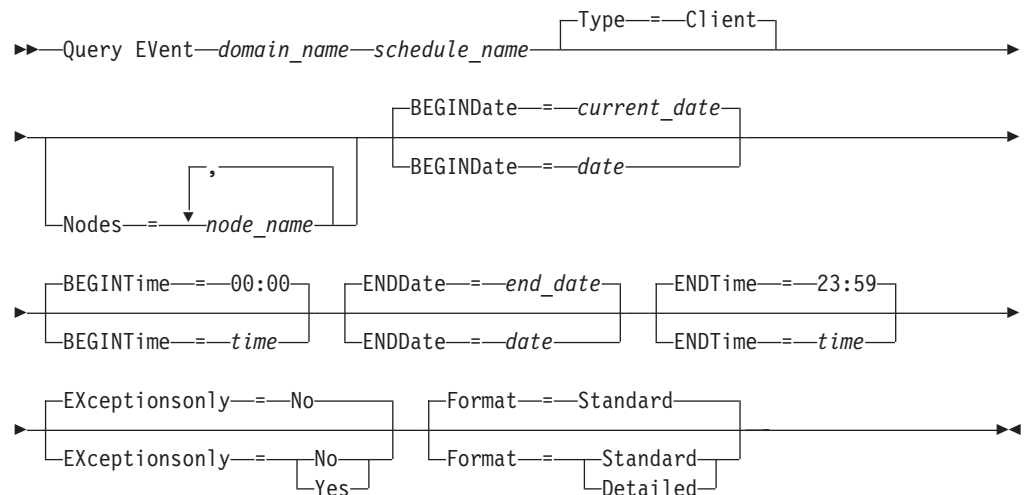 Type = Client
Query EVent domain_name schedule_name
BEGINDate = current_date
BEGINDate = date
,
Nodes = node_name
BEGINTime = 00:00
BEGINTime = time
ENDDate = end_date
ENDDate = date
ENDTime = 23:59
ENDTime = time
EXceptionsonly = No
EXceptionsonly = No
Yes
Format = Standard
Format = Standard
Detailed